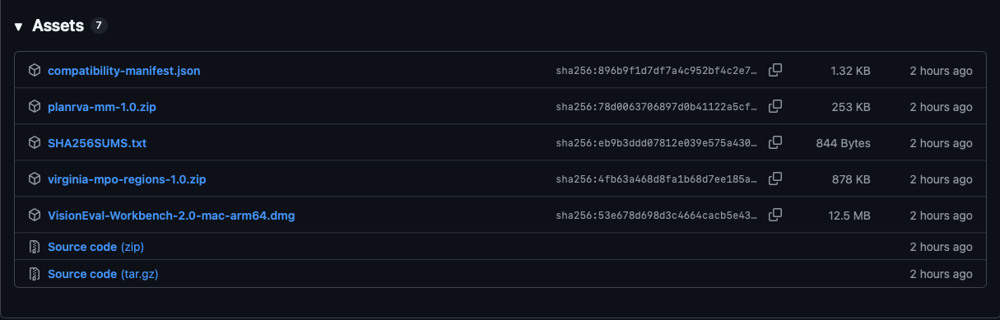 Assets 7
compatibility-manifest.json sha256:896b9f1d7df7a4c952bf4c2e7… 1.32 KB 2 hours ago
planrva-mm-1.0.zip sha256:78d0063706897d0b41122a5cf… 253 KB 2 hours ago
SHA256SUMS.txt sha256:eb9b3ddd07812e039e575a430… 844 Bytes 2 hours ago
virginia-mpo-regions-1.0.zip sha256:4fb63a468d8fa1b68d7ee185a… 878 KB 2 hours ago
VisionEval-Workbench-2.0-mac-arm64.dmg sha256:53e678d698d3c4664cacb5e43… 12.5 MB 2 hours ago
Source code (zip) 2 hours ago
Source code (tar.gz) 2 hours ago